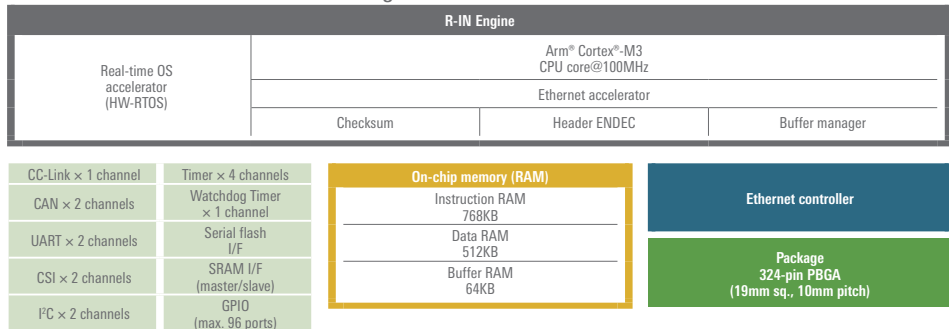 R-IN Engine
Real-time OS
accelerator
(HW-RTOS)
Arm® Cortex®-M3
CPU core@100MHz
Ethernet accelerator
Checksum
Header ENDEC
Buffer manager
CC-Link × 1 channel
Timer × 4 channels
CAN × 2 channels
Watchdog Timer
× 1 channel
UART × 2 channels
Serial flash
I/F
CSI × 2 channels
SRAM I/F
(master/slave)
I²C × 2 channels
GPIO
(max. 96 ports)
On-chip memory (RAM)
Instruction RAM
768KB
Data RAM
512KB
Buffer RAM
64KB
Ethernet controller
Package
324-pin PBGA
(19mm sq., 10mm pitch)